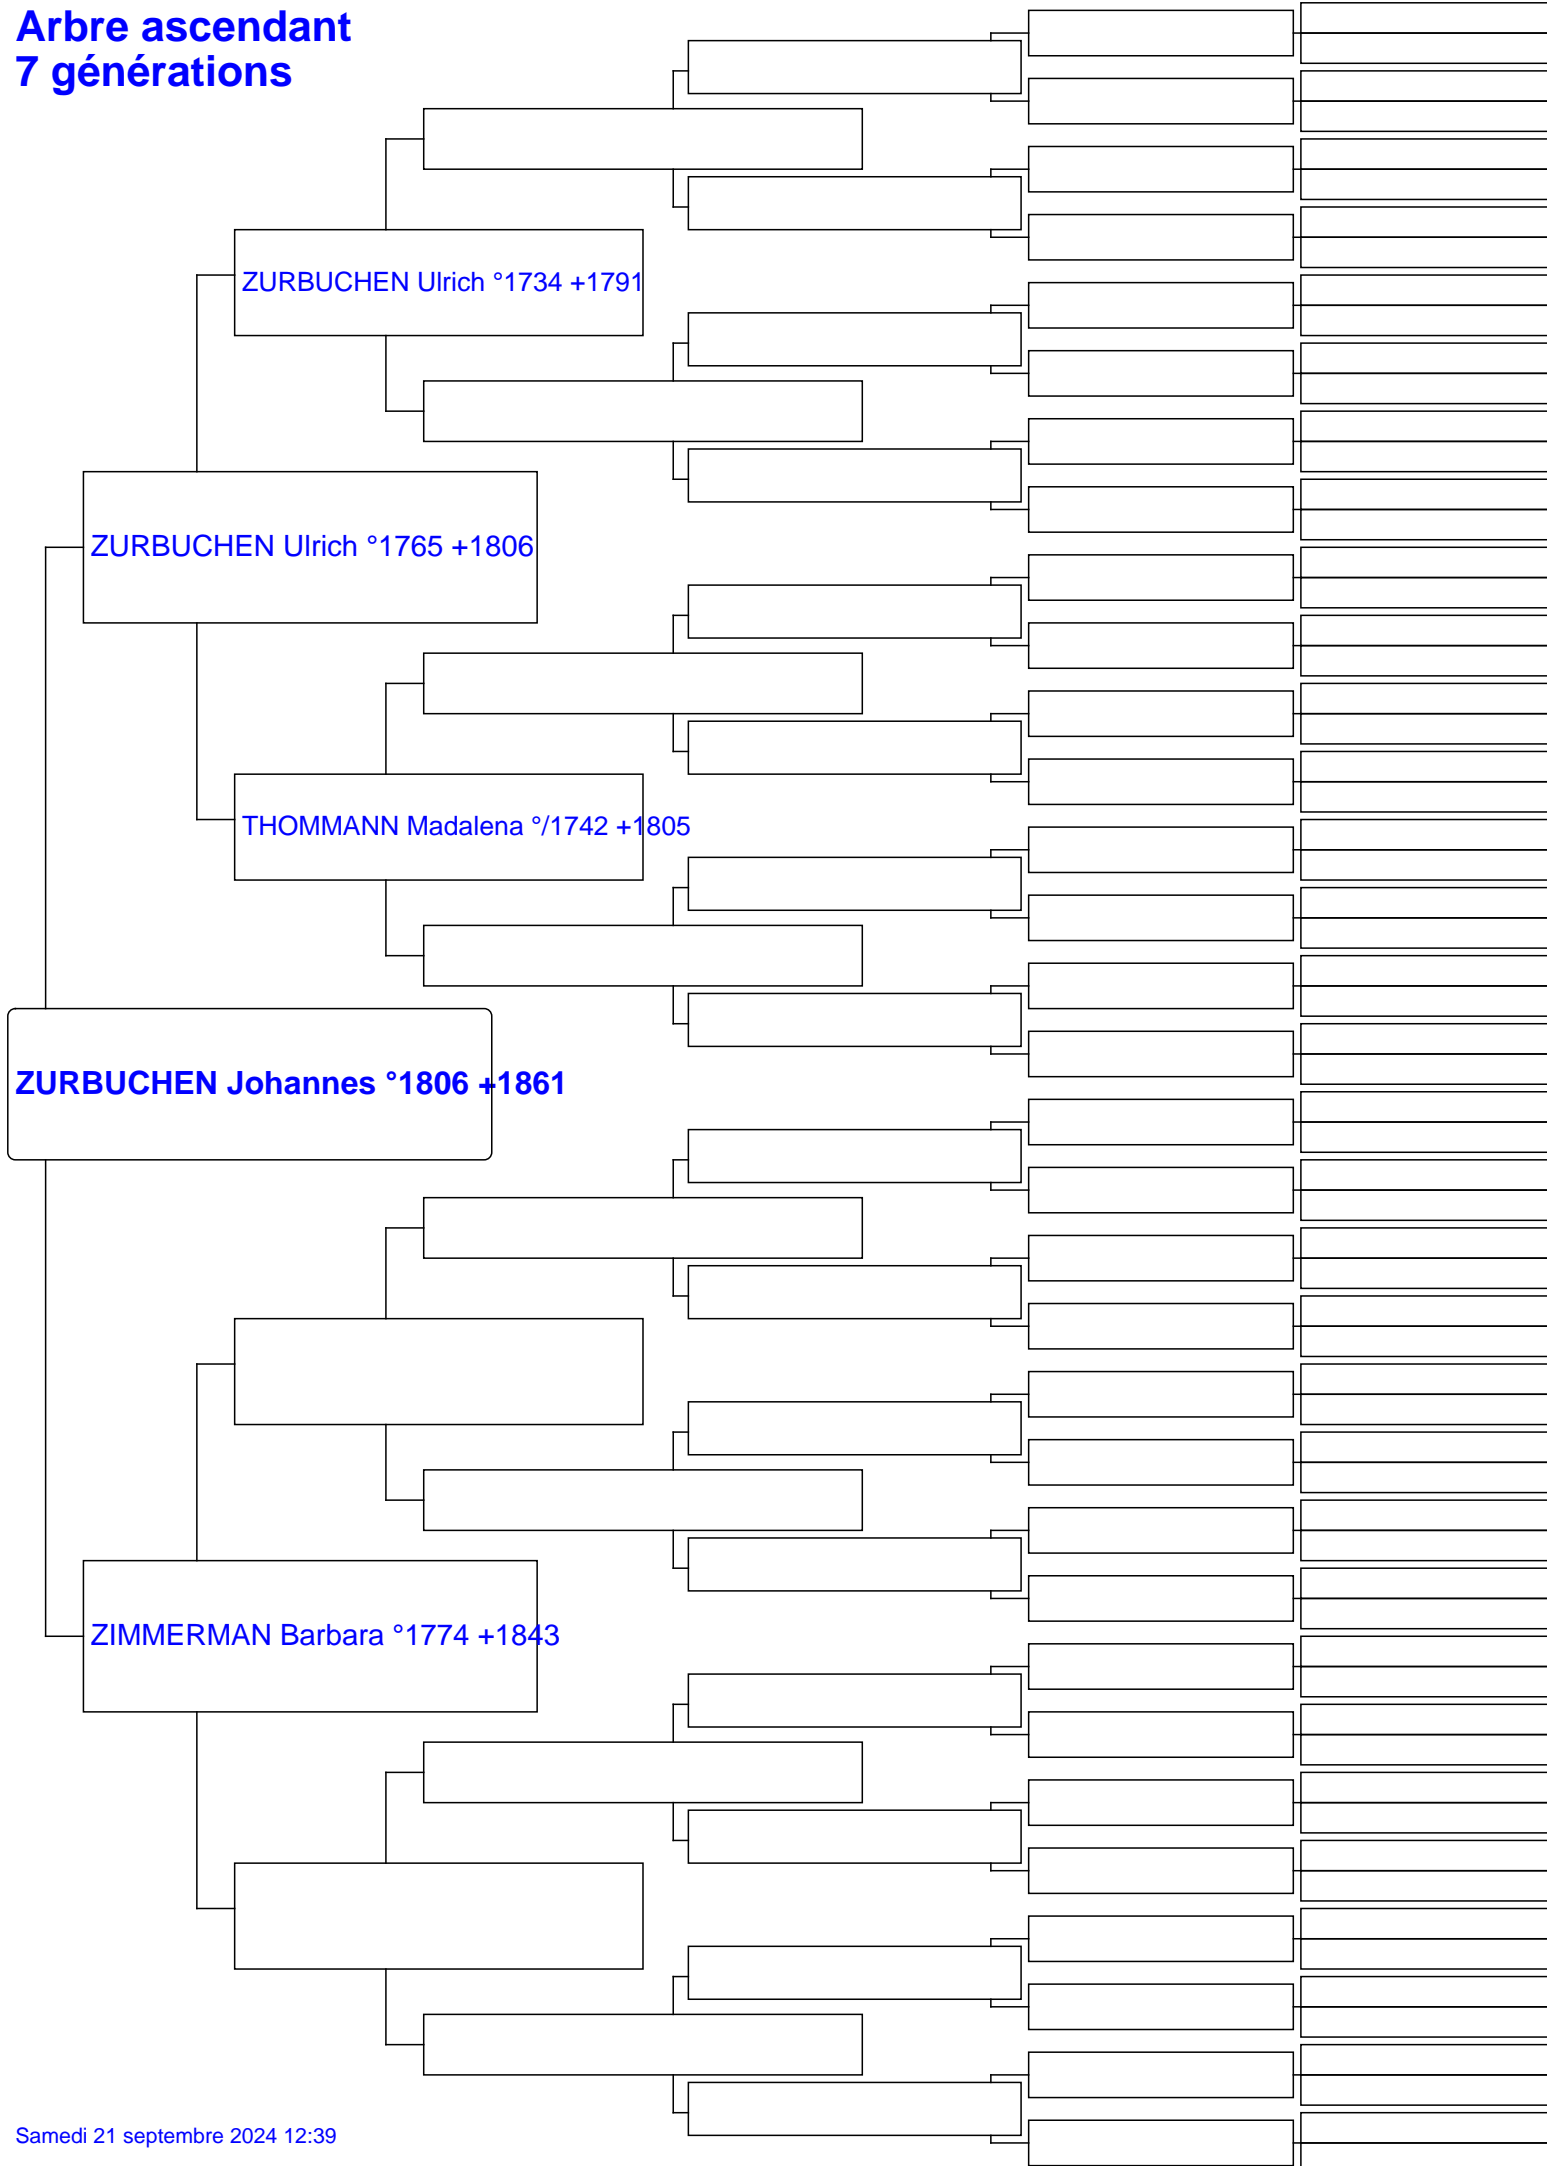 Arbre ascendant
7 générations
ZURBUCHEN Ulrich °1734 +1791
ZURBUCHEN Ulrich °1765 +1806
THOMMANN Madalena °/1742 +1805
ZURBUCHEN Johannes °1806 +1861
ZIMMERMAN Barbara °1774 +1843
Samedi 21 septembre 2024 12:39